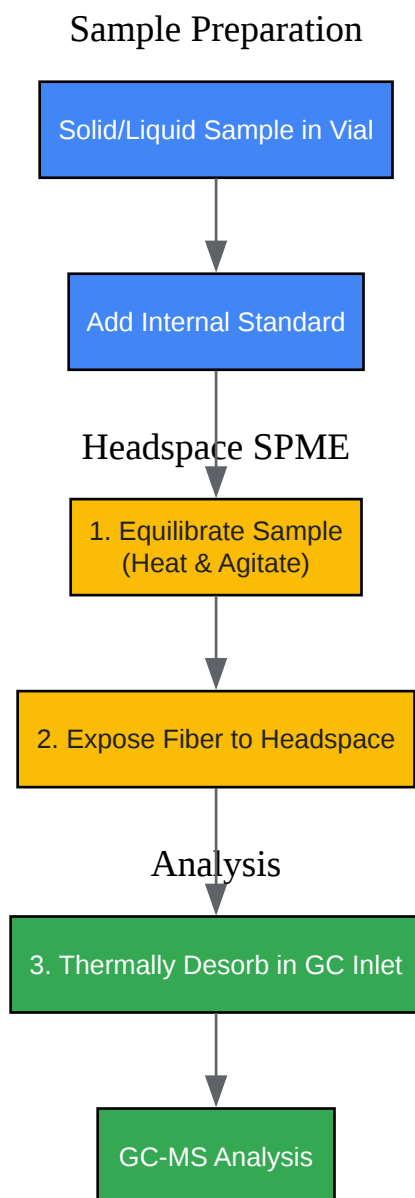 Sample Preparation
Solid/Liquid Sample in Vial
Add Internal Standard
Headspace SPME
1. Equilibrate Sample
(Heat & Agitate)
2. Expose Fiber to Headspace
Analysis
3. Thermally Desorb in GC Inlet
GC-MS Analysis